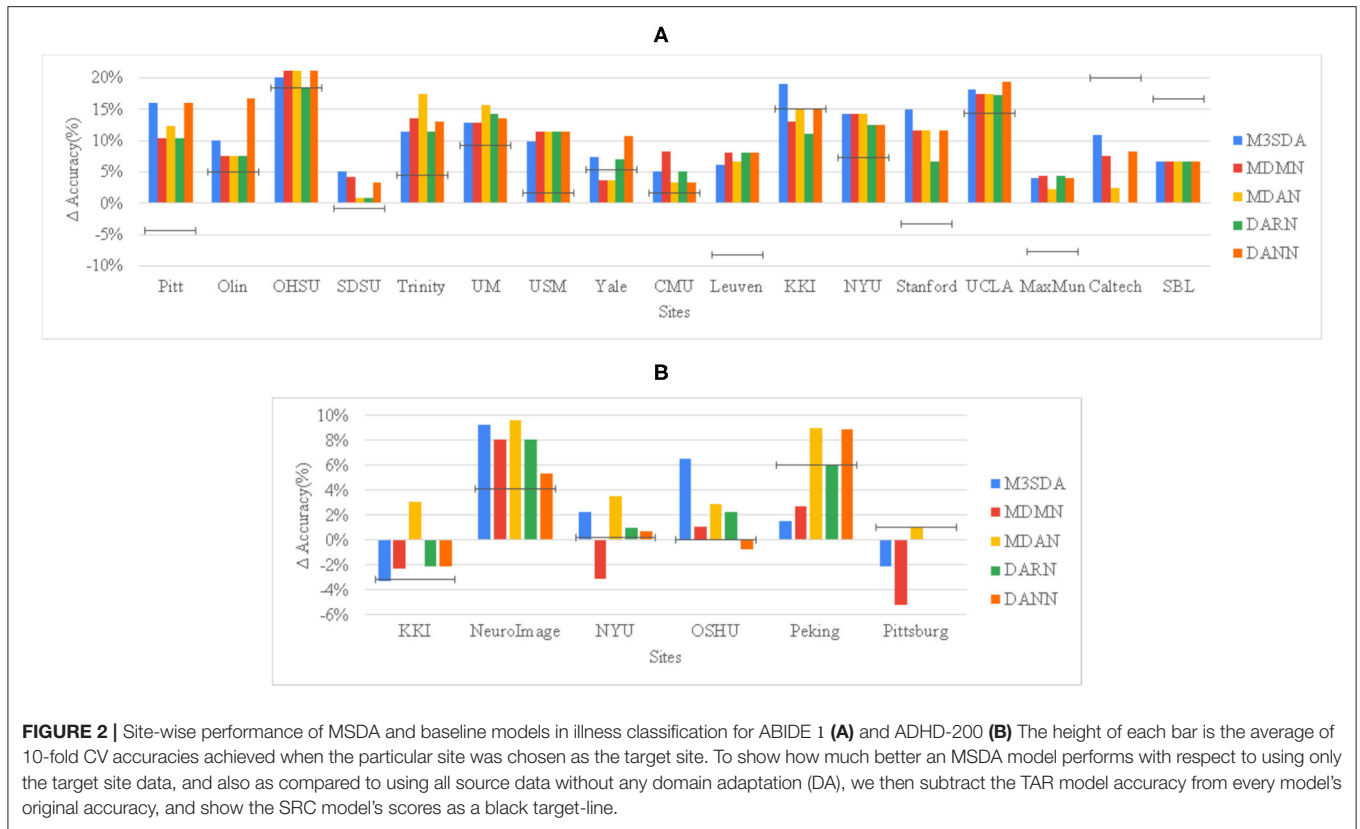 A
20%
15%
10%
5%
0%
-5%
-10%
Δ Accuracy(%)
Pitt Olin OHSU SDSU Trinity UM USM Yale CMU Leuven KKI NYU Stanford UCLA MaxMun Caltech SBL
Sites
M3SDA
MDMN
MDAN
DARN
DANN
B
10%
8%
6%
4%
2%
0%
-2%
-4%
-6%
Δ Accuracy(%)
KKI NeuroImage NYU OSHU Peking Pittsburg
Sites
M3SDA
MDMN
MDAN
DARN
DANN
FIGURE 2 | Site-wise performance of MSDA and baseline models in illness classification for ABIDE 1 (A) and ADHD-200 (B) The height of each bar is the average of
10-fold CV accuracies achieved when the particular site was chosen as the target site. To show how much better an MSDA model performs with respect to using only
the target site data, and also as compared to using all source data without any domain adaptation (DA), we then subtract the TAR model accuracy from every model's
original accuracy, and show the SRC model's scores as a black target-line.